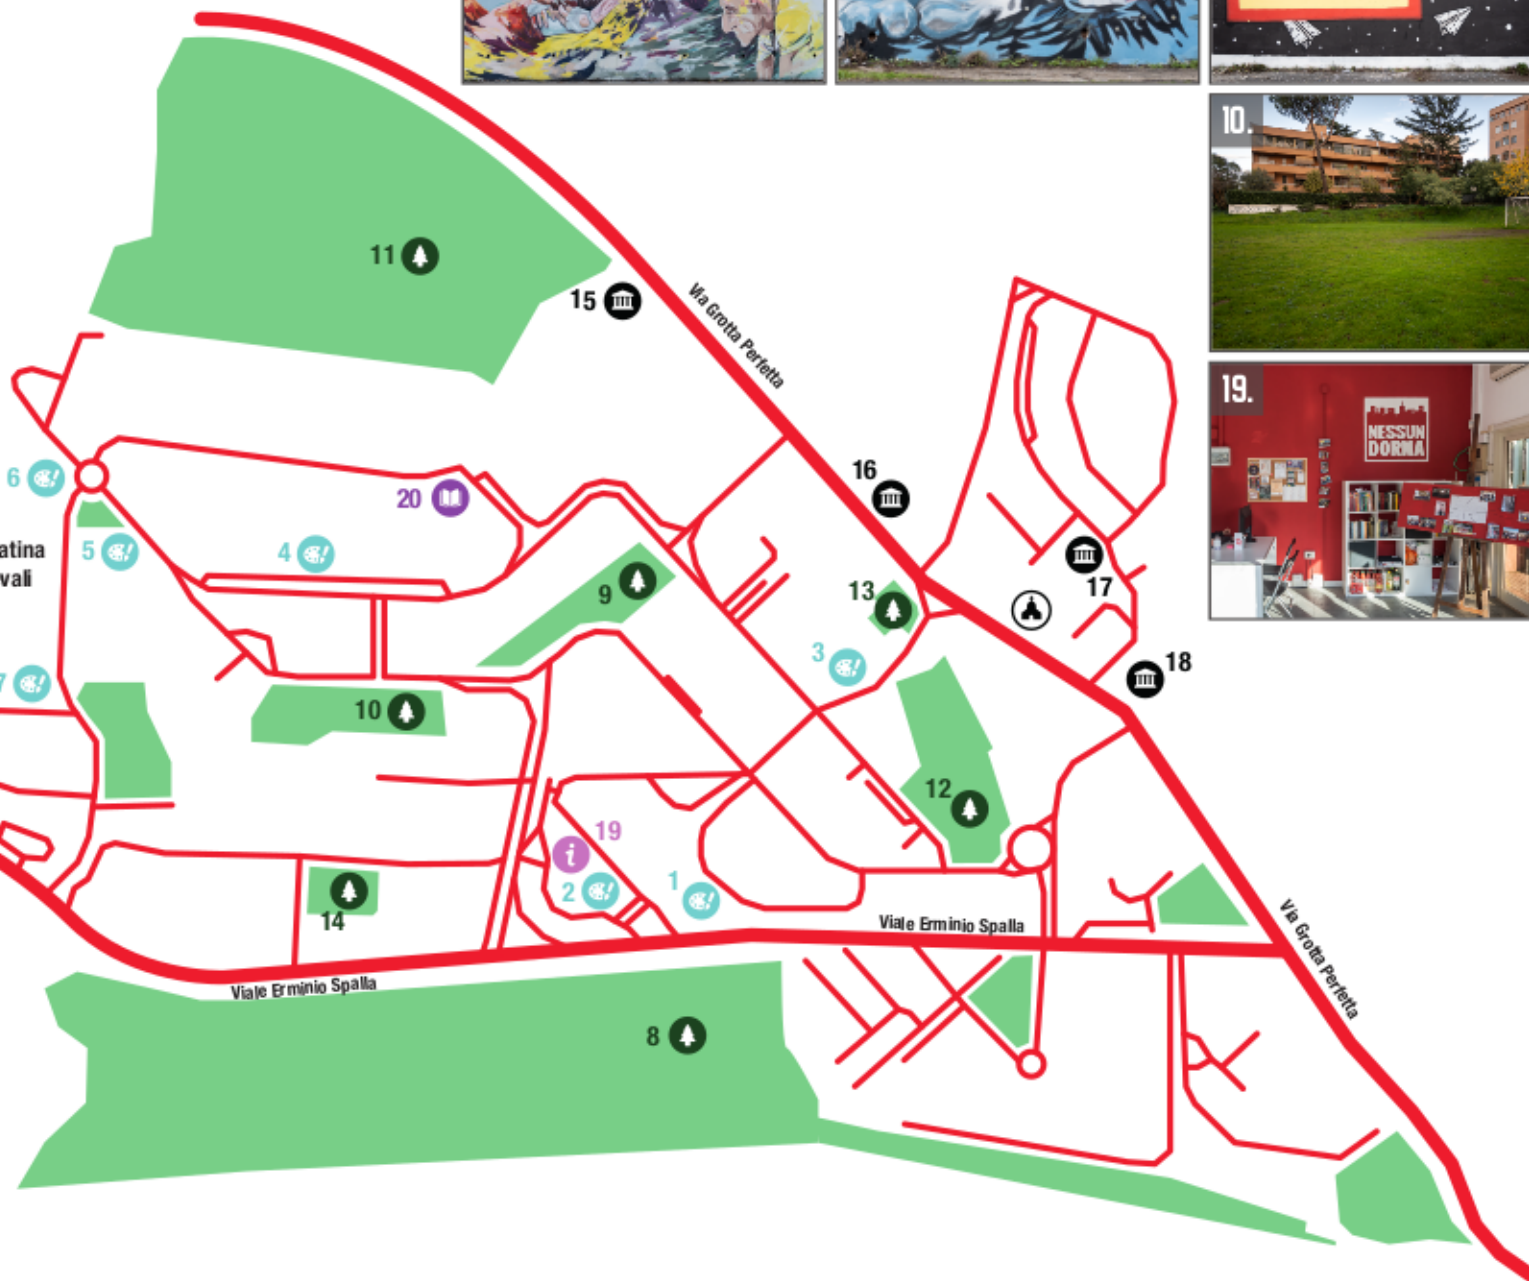 10.
11
15
Via Grotta Perfetta
19.
NESSUN
DORMA
16
6
20
17
5
4
9
13
3
18
7
10
12
19
2
1
14
Viale Erminio Spalla
Via Grotta Perfetta
Viale Erminio Spalla
8
atina
vali